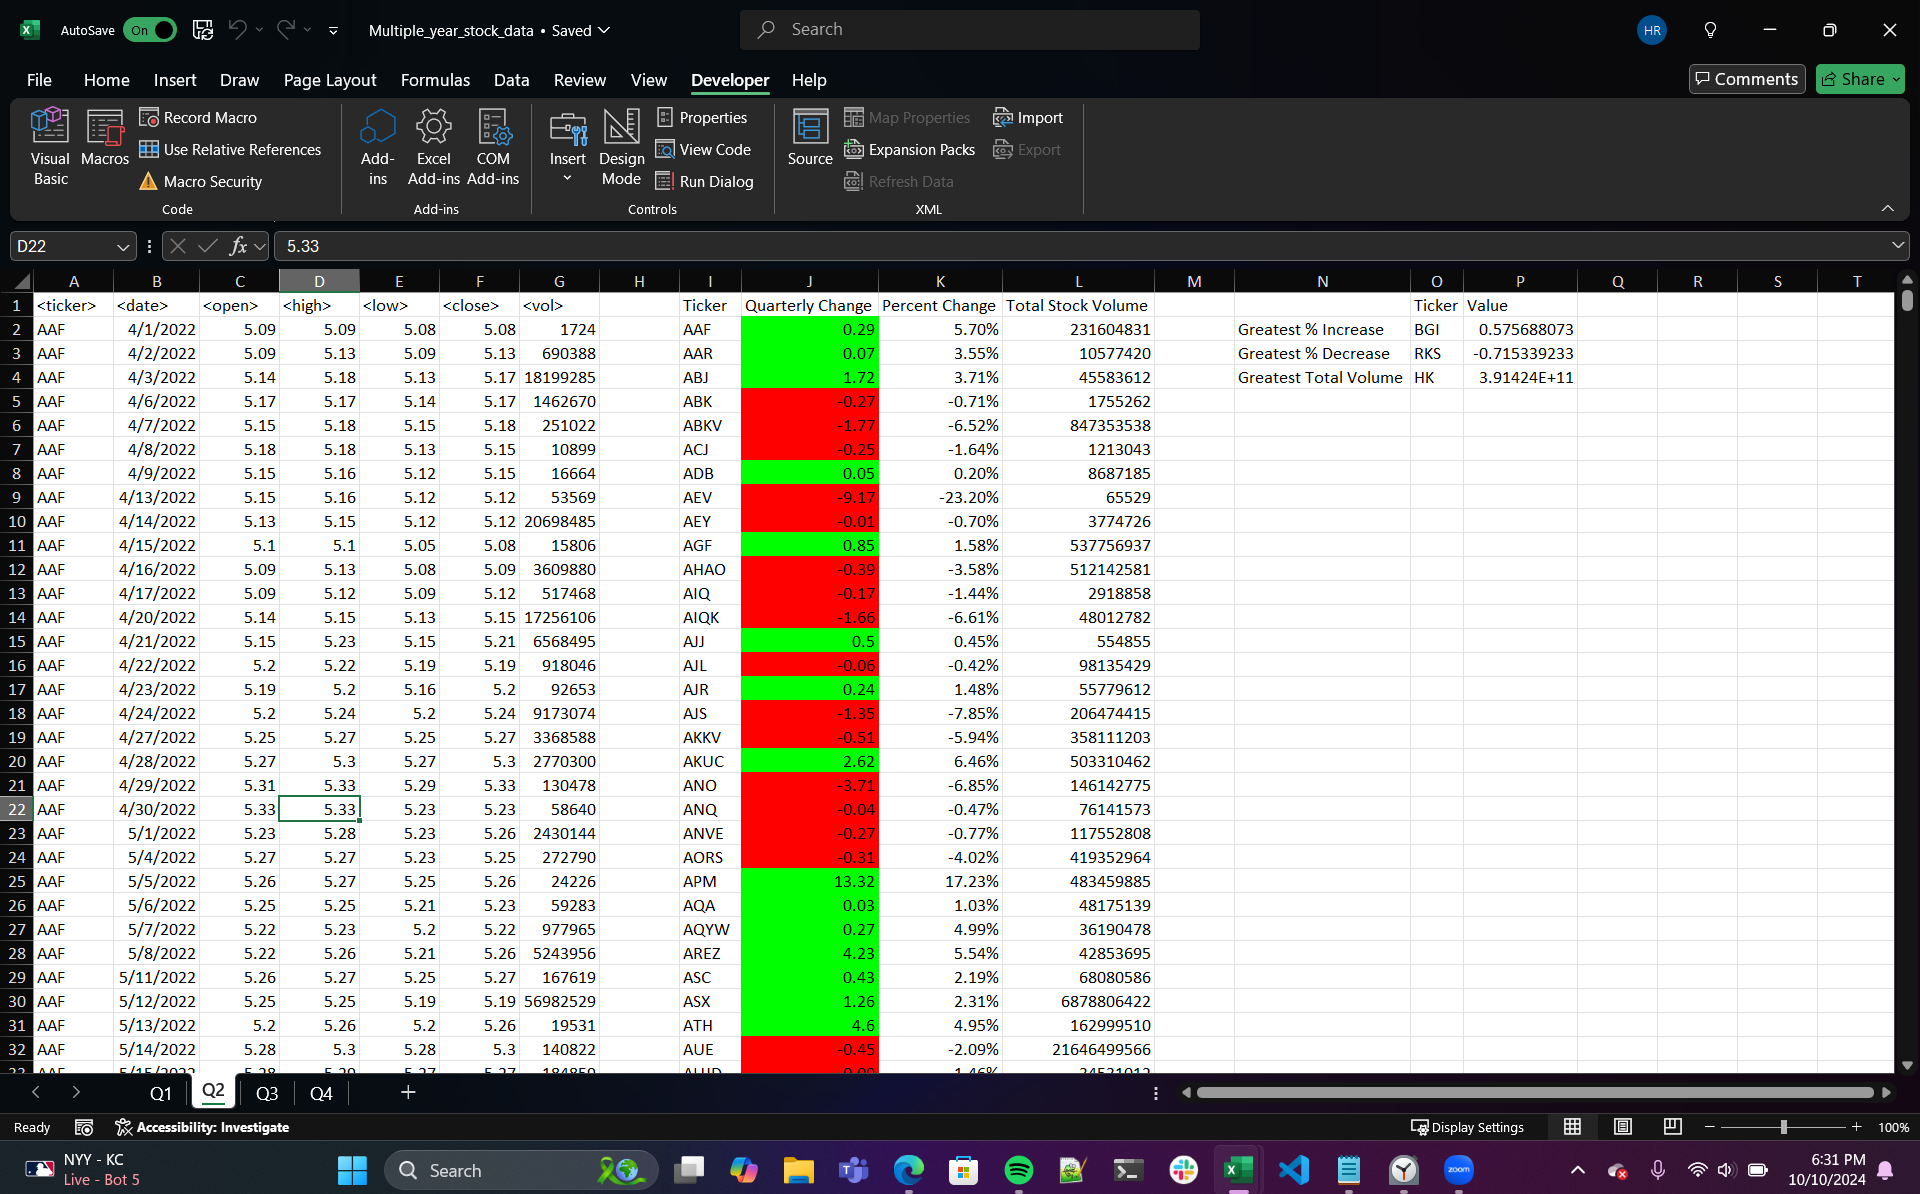 AutoSave On Multiple_year_stock_data • Saved Search HR
File Home Insert Draw Page Layout Formulas Data Review View Developer Help Comments Share
Visual Basic
Macros
Record Macro
Use Relative References
Macro Security
Code
Add-ins
Excel Add-ins
COM Add-ins
Add-ins
Insert
Design Mode
Properties
View Code
Run Dialog
Controls
Source
Map Properties
Expansion Packs
Refresh Data
Import
Export
XML
D22 fx 5.33
A B C D E F G H I J K L M N O P Q R S T
1 <ticker> <date> <open> <high> <low> <close> <vol> Ticker Quarterly Change Percent Change Total Stock Volume Ticker Value
2 AAF 4/1/2022 5.09 5.09 5.08 5.08 1724 AAF 0.29 5.70% 231604831 Greatest % Increase BGI 0.575688073
3 AAF 4/2/2022 5.09 5.13 5.09 5.13 690388 AAR 0.07 3.55% 10577420 Greatest % Decrease RKS -0.715339233
4 AAF 4/3/2022 5.14 5.18 5.13 5.17 18199285 ABJ 1.72 3.71% 45583612 Greatest Total Volume HK 3.91424E+11
5 AAF 4/6/2022 5.17 5.17 5.14 5.17 1462670 ABK -0.27 -0.71% 1755262
6 AAF 4/7/2022 5.15 5.18 5.15 5.18 251022 ABKV -1.77 -6.52% 847353538
7 AAF 4/8/2022 5.18 5.18 5.13 5.15 10899 ACJ -0.25 -1.64% 1213043
8 AAF 4/9/2022 5.15 5.16 5.12 5.15 16664 ADB 0.05 0.20% 8687185
9 AAF 4/13/2022 5.15 5.16 5.12 5.12 53569 AEV -9.17 -23.20% 65529
10 AAF 4/14/2022 5.13 5.15 5.12 5.12 20698485 AEY -0.01 -0.70% 3774726
11 AAF 4/15/2022 5.1 5.1 5.05 5.08 15806 AGF 0.85 1.58% 537756937
12 AAF 4/16/2022 5.09 5.13 5.08 5.09 3609880 AHAO -0.39 -3.58% 512142581
13 AAF 4/17/2022 5.09 5.12 5.09 5.12 517468 AIQ -0.17 -1.44% 2918858
14 AAF 4/20/2022 5.14 5.15 5.13 5.15 17256106 AIQK -1.66 -6.61% 48012782
15 AAF 4/21/2022 5.15 5.23 5.15 5.21 6568495 AJJ 0.5 0.45% 554855
16 AAF 4/22/2022 5.2 5.22 5.19 5.19 918046 AJL -0.06 -0.42% 98135429
17 AAF 4/23/2022 5.19 5.2 5.16 5.2 92653 AJR 0.24 1.48% 55779612
18 AAF 4/24/2022 5.2 5.24 5.2 5.24 9173074 AJS -1.35 -7.85% 206474415
19 AAF 4/27/2022 5.25 5.27 5.25 5.27 3368588 AKKV -0.51 -5.94% 358111203
20 AAF 4/28/2022 5.27 5.3 5.27 5.3 2770300 AKUC 2.62 6.46% 503310462
21 AAF 4/29/2022 5.31 5.33 5.29 5.33 130478 ANO -3.71 -6.85% 146142775
22 AAF 4/30/2022 5.33 5.33 5.23 5.23 58640 ANQ -0.04 -0.47% 76141573
23 AAF 5/1/2022 5.23 5.28 5.23 5.26 2430144 ANVE -0.27 -0.77% 117552808
24 AAF 5/4/2022 5.27 5.27 5.23 5.25 272790 AORS -0.31 -4.02% 419352964
25 AAF 5/5/2022 5.26 5.27 5.25 5.26 24226 APM 13.32 17.23% 483459885
26 AAF 5/6/2022 5.25 5.25 5.21 5.23 59283 AQA 0.03 1.03% 48175139
27 AAF 5/7/2022 5.22 5.23 5.2 5.22 977965 AQYW 0.27 4.99% 36190478
28 AAF 5/8/2022 5.22 5.26 5.21 5.26 5243956 AREZ 4.23 5.54% 42853695
29 AAF 5/11/2022 5.26 5.27 5.25 5.27 167619 ASC 0.43 2.19% 68080586
30 AAF 5/12/2022 5.25 5.25 5.19 5.19 56982529 ASX 1.26 2.31% 6878806422
31 AAF 5/13/2022 5.2 5.26 5.2 5.26 19531 ATH 4.6 4.95% 162999510
32 AAF 5/14/2022 5.28 5.3 5.28 5.3 140822 AUE -0.45 -2.09% 21646499566
Q1 Q2 Q3 Q4
Ready Accessibility: Investigate Display Settings 100%
NYY - KC
Live - Bot 5
Search
zoom
6:31 PM
10/10/2024